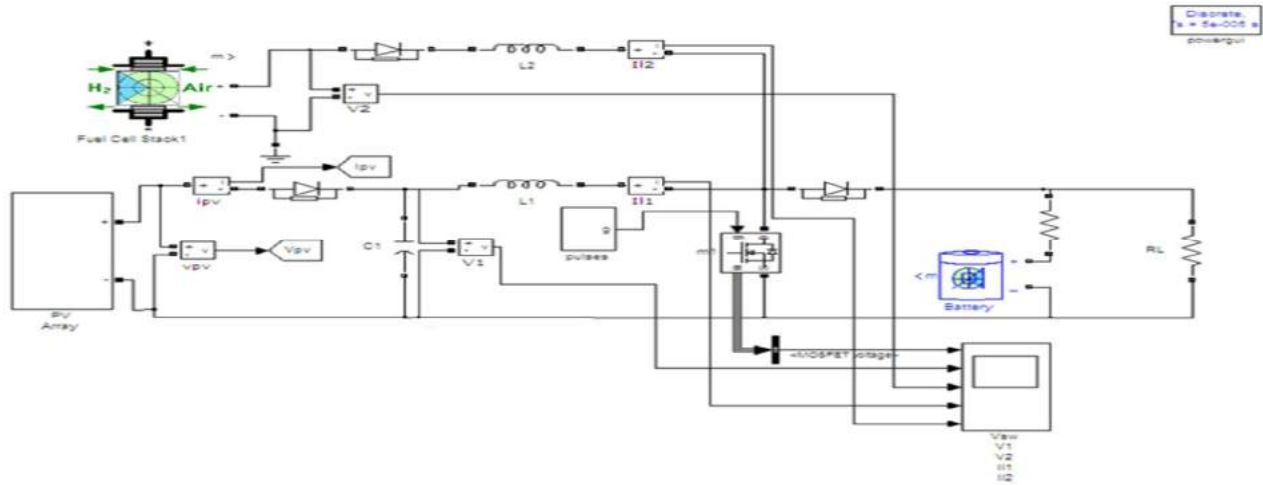 Discrete,
s = 5e-005 s
powergui
+
m >
L2
Il2
H₂
Air
+
-
v
V2
-
Fuel Cell Stack1
Ipv
+
i
-
ipv
L1
Il1
+
-
PV
Array
v
vpv
Vpv
C1
v
V1
g
pulses
m
<m
+
Battery
RL
<MOSFET voltage>
Vsw
V1
V2
Il1
Il2